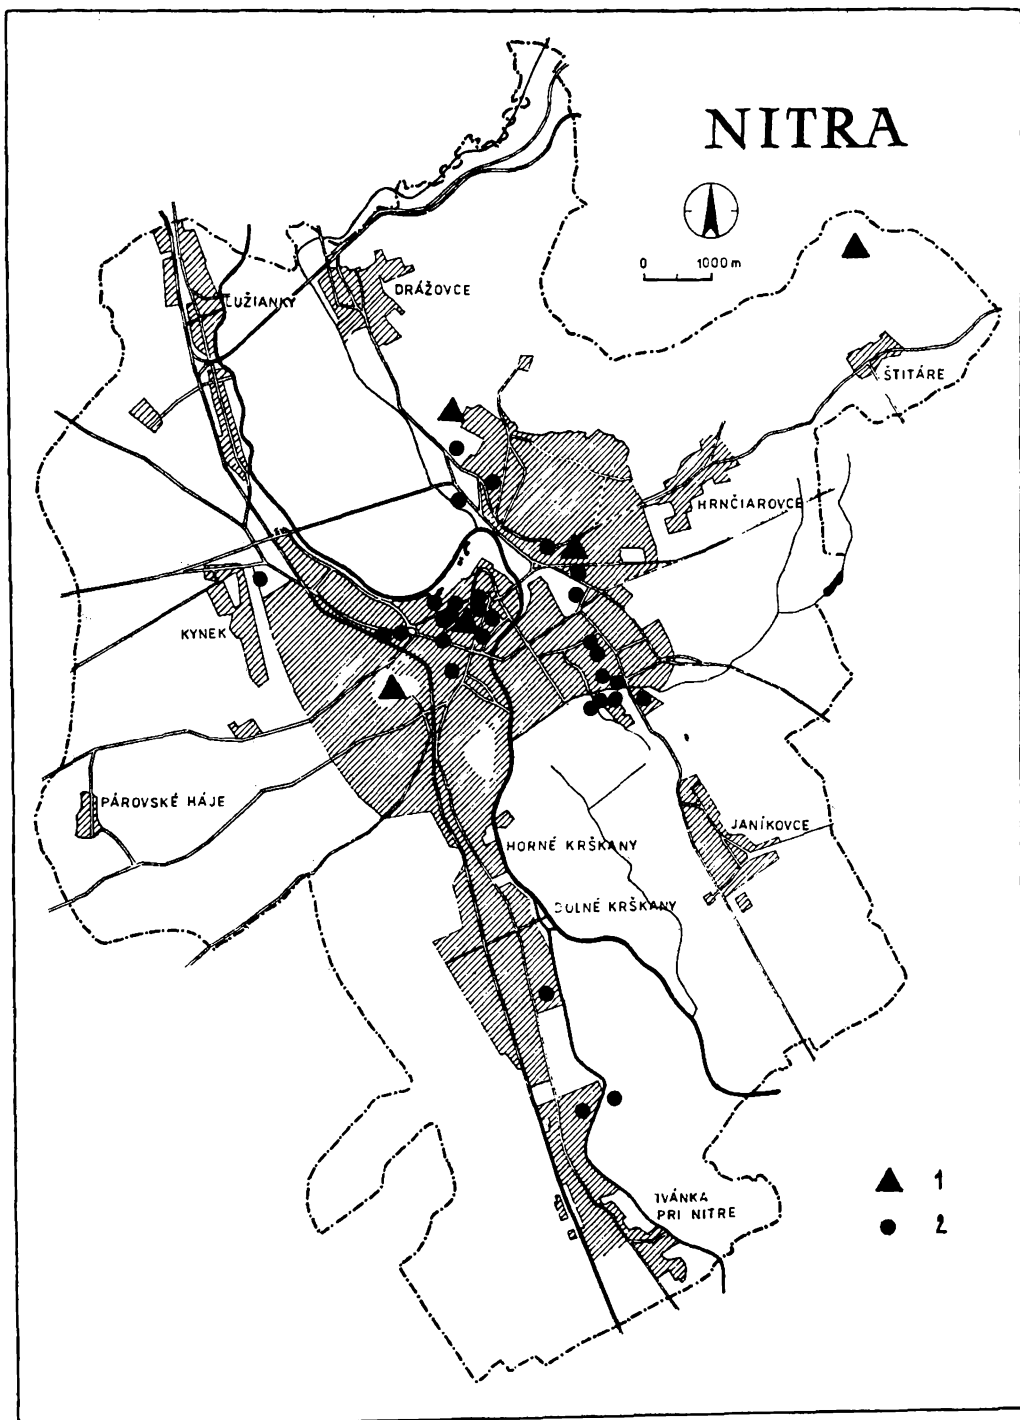 NITRA
0 1000 m
DRÁŽOVCE
LUŽIANKY
ŠTITÁRE
HRNČIAROVCE
KYNEK
PÁROVSKÉ HÁJE
JANÍKOVCE
HORNÉ KRŠKANY
DOLNÉ KRŠKANY
IVÁNKA
PRI NITRE
1
2